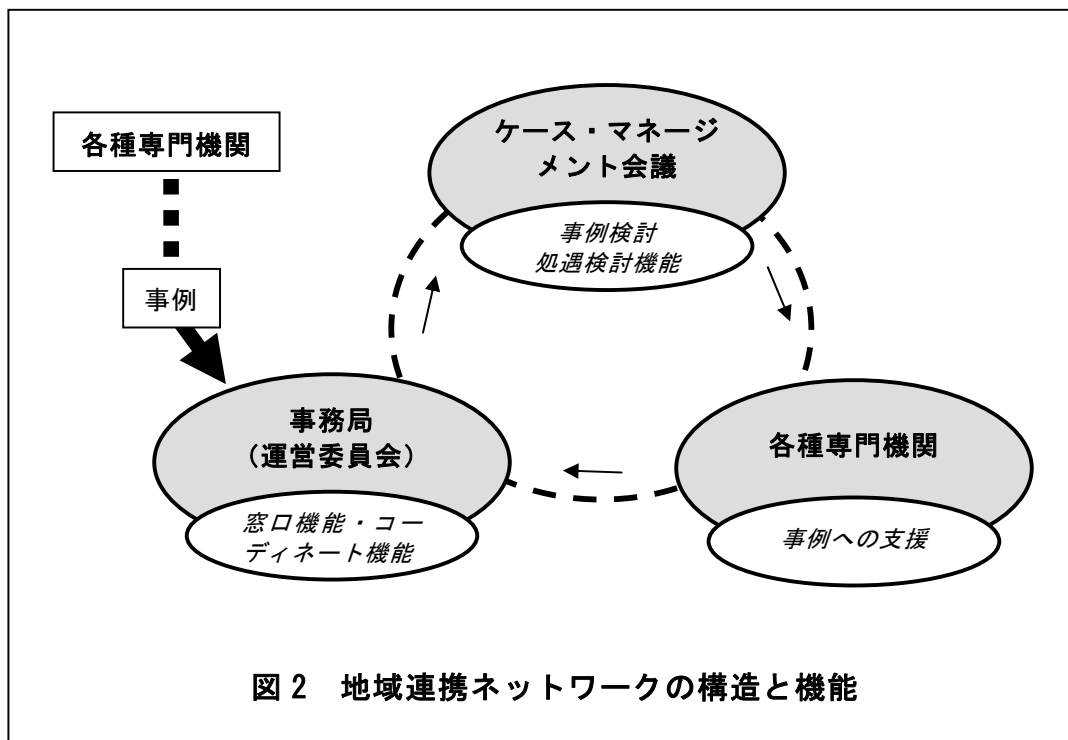 各種専門機関
事例
ケース・マネージ
メント会議
事例検討
処遇検討機能
事務局
（運営委員会）
窓口機能・コー
ディネート機能
各種専門機関
事例への支援
図２　地域連携ネットワークの構造と機能